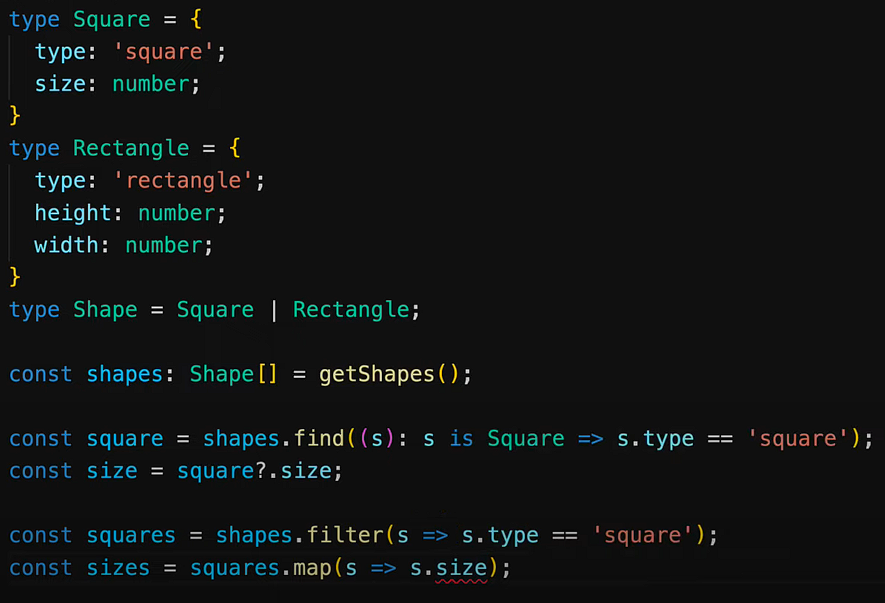 type Square = {
  type: 'square';
  size: number;
}
type Rectangle = {
  type: 'rectangle';
  height: number;
  width: number;
}
type Shape = Square | Rectangle;
const shapes: Shape[] = getShapes();
const square = shapes.find((s): s is Square => s.type == 'square');
const size = square?.size;
const squares = shapes.filter(s => s.type == 'square');
const sizes = squares.map(s => s.size);